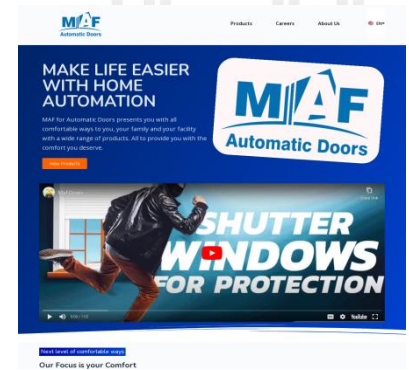 MAF
Automatic Doors
Products
Careers
About Us
EN
MAKE LIFE EASIER
WITH HOME
AUTOMATION
MAF for Automatic Doors presents you with all
comfortable ways to you, your family and your facility
with a wide range of products. All to provide you with the
comfort you deserve.
View Products
MAF
Automatic Doors
Copy link
SHUTTER
WINDOWS
FOR PROTECTION
YouTube
Next level of comfortable ways
Our Focus is your Comfort